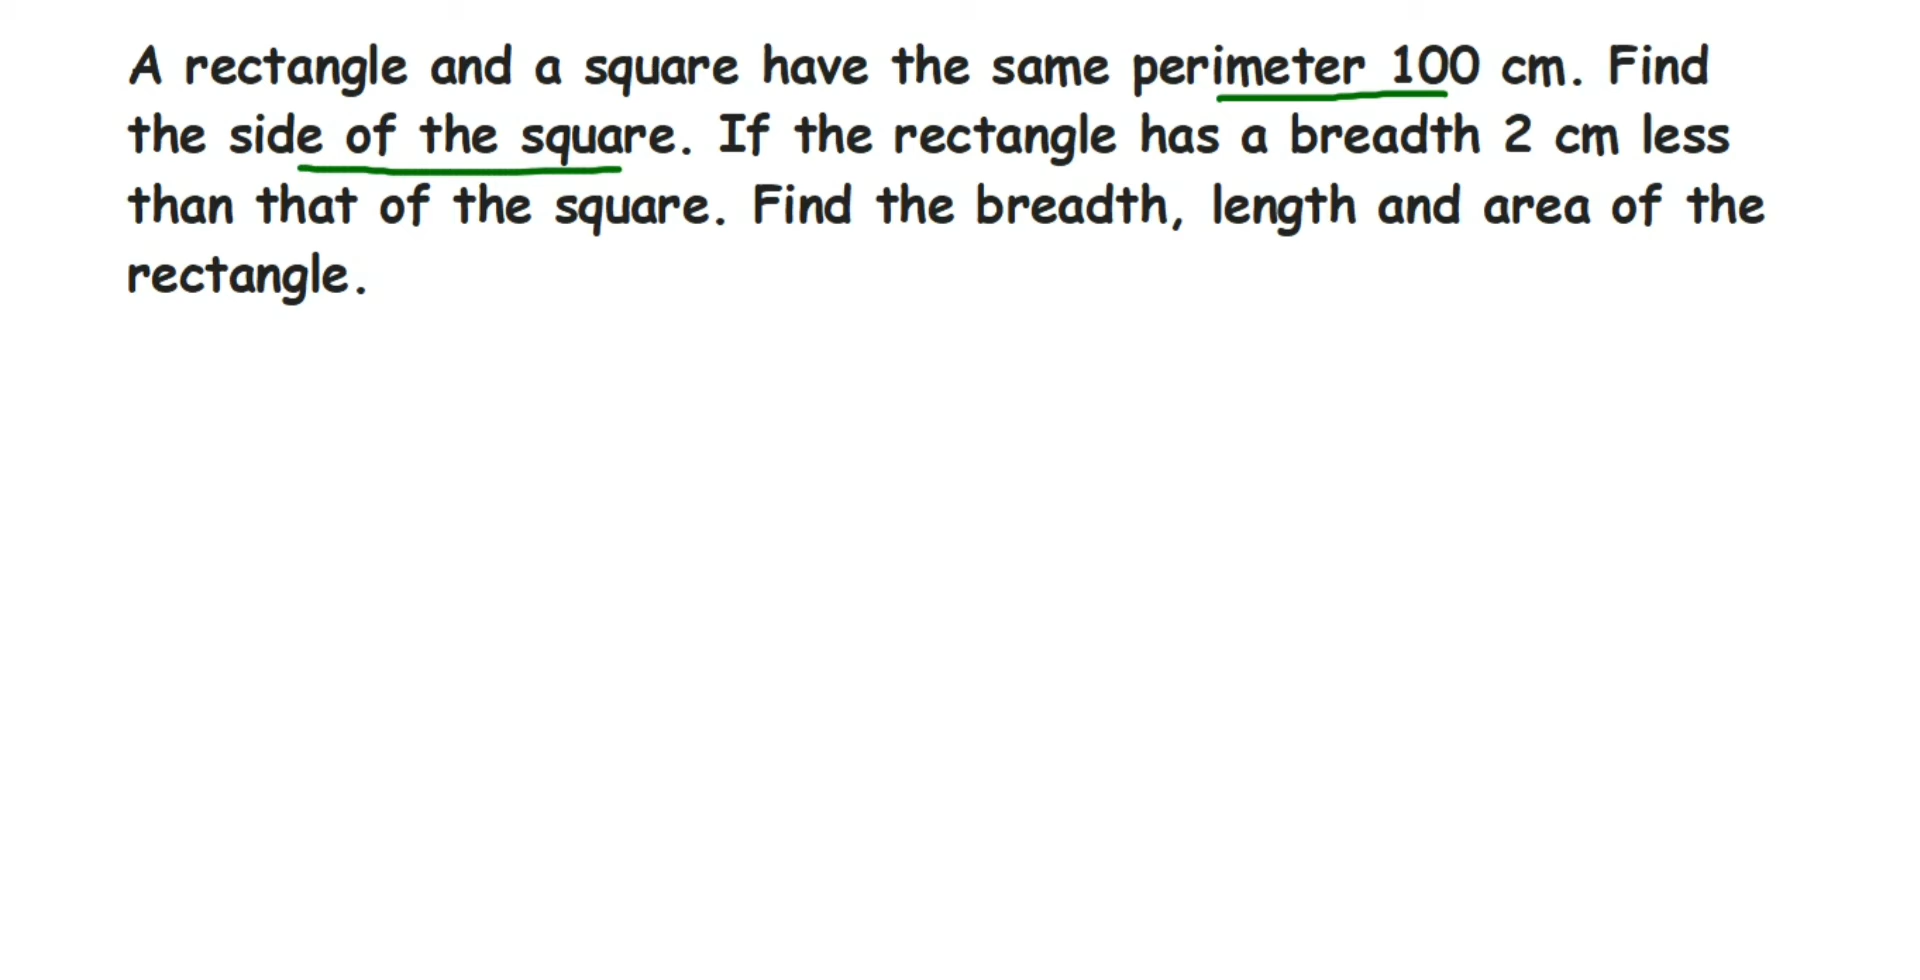 A rectangle and a square have the same perimeter 100 cm. Find
the side of the square. If the rectangle has a breadth 2 cm less
than that of the square. Find the breadth, length and area of the
rectangle.